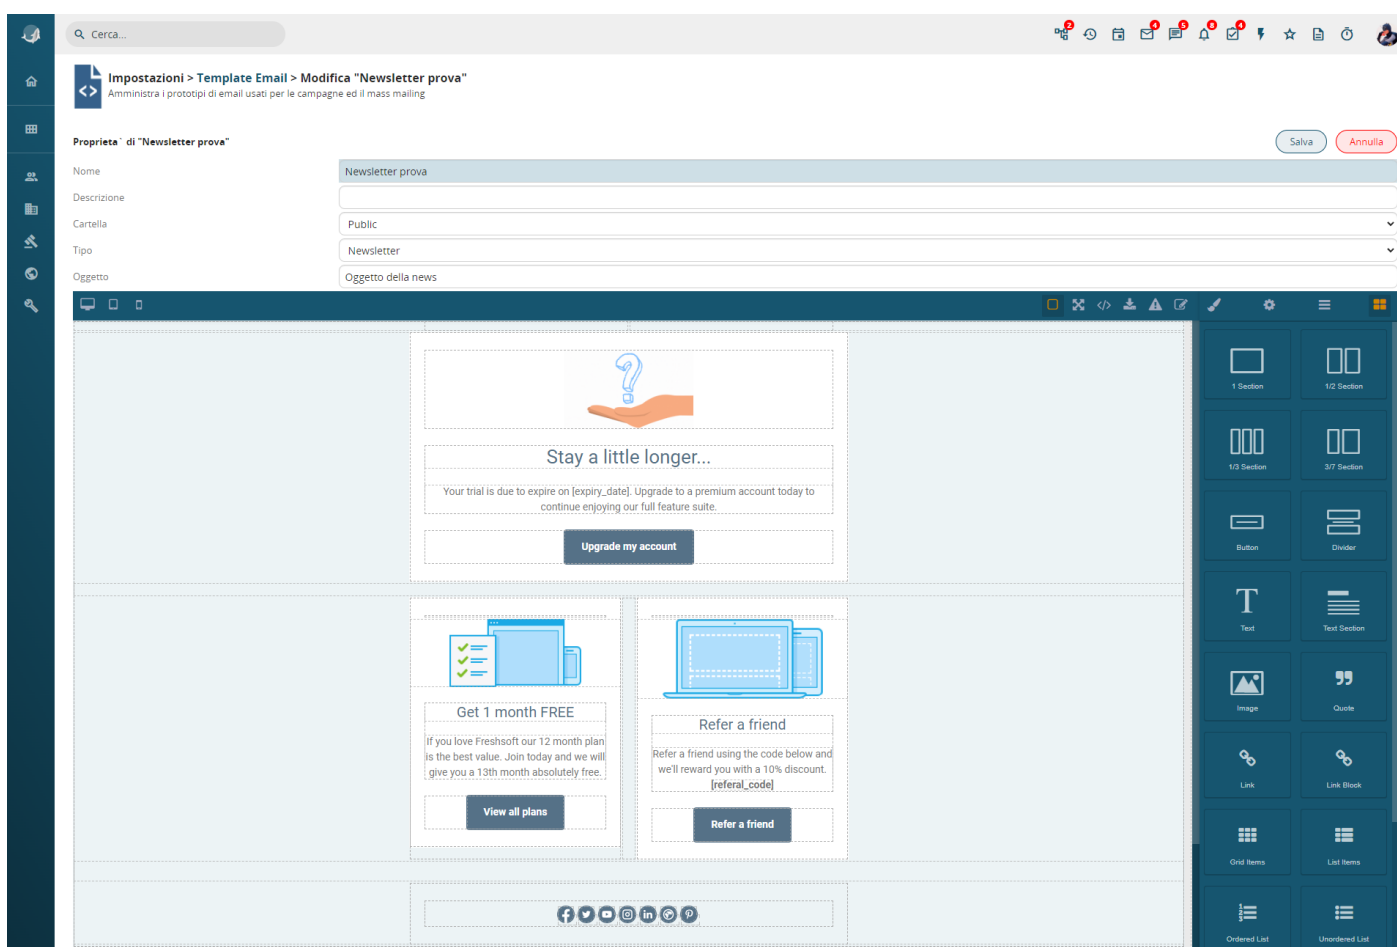 Cerca...
2
4
5
8
4
Impostazioni > Template Email > Modifica "Newsletter prova"
Amministra i prototipi di email usati per le campagne ed il mass mailing
Proprieta` di "Newsletter prova"
Salva
Annulla
Nome
Newsletter prova
Descrizione
Cartella
Public
Tipo
Newsletter
Oggetto
Oggetto della news
Stay a little longer...
Your trial is due to expire on [expiry_date]. Upgrade to a premium account today to
continue enjoying our full feature suite.
Upgrade my account
Get 1 month FREE
If you love Freshsoft our 12 month plan
is the best value. Join today and we will
give you a 13th month absolutely free.
View all plans
Refer a friend
Refer a friend using the code below and
we'll reward you with a 10% discount.
[referal_code]
Refer a friend
1 Section
1/2 Section
1/3 Section
3/7 Section
Button
Divider
Text
Text Section
Image
Quote
Link
Link Block
Grid Items
List Items
Ordered List
Unordered List